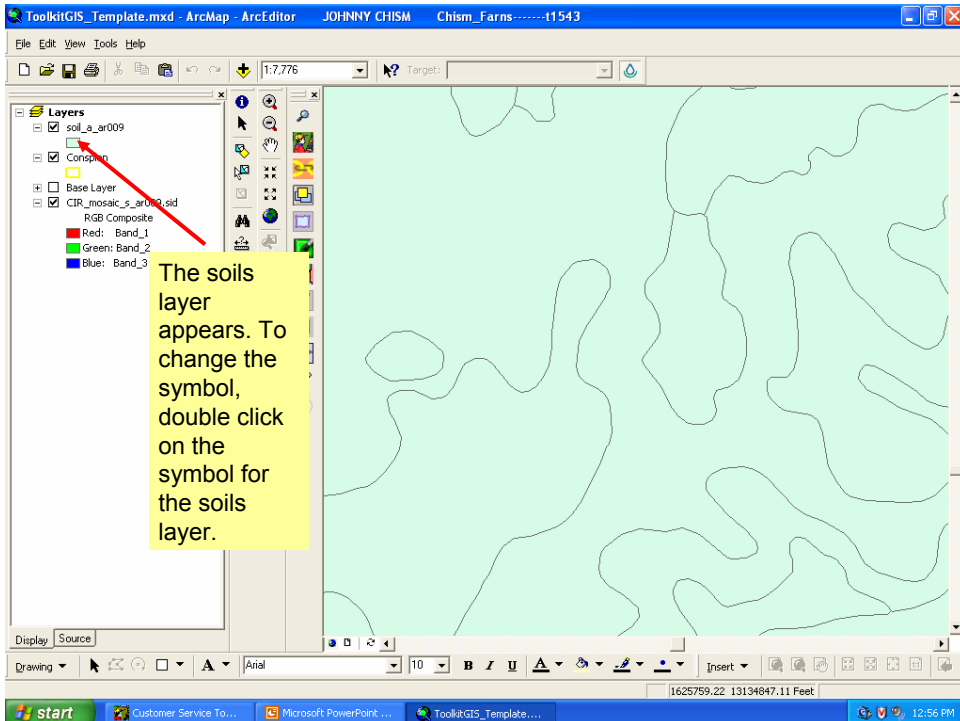 ToolkitGIS_Template.mxd - ArcMap - ArcEditor JOHNNY CHISM Chism_Farns-------t1543
File Edit View Tools Help
1:7,776 Target:
Layers
soil_a_ar009
Consplan
Base Layer
CIR_mosaic_s_ar009.sid
RGB Composite
Red: Band_1
Green: Band_2
Blue: Band_3
The soils
layer
appears. To
change the
symbol,
double click
on the
symbol for
the soils
layer.
Display Source
Drawing A Arial 10 B I U A Insert
1625759.22 13134847.11 Feet
start Customer Service To... Microsoft PowerPoint ... ToolkitGIS_Template.... 12:56 PM